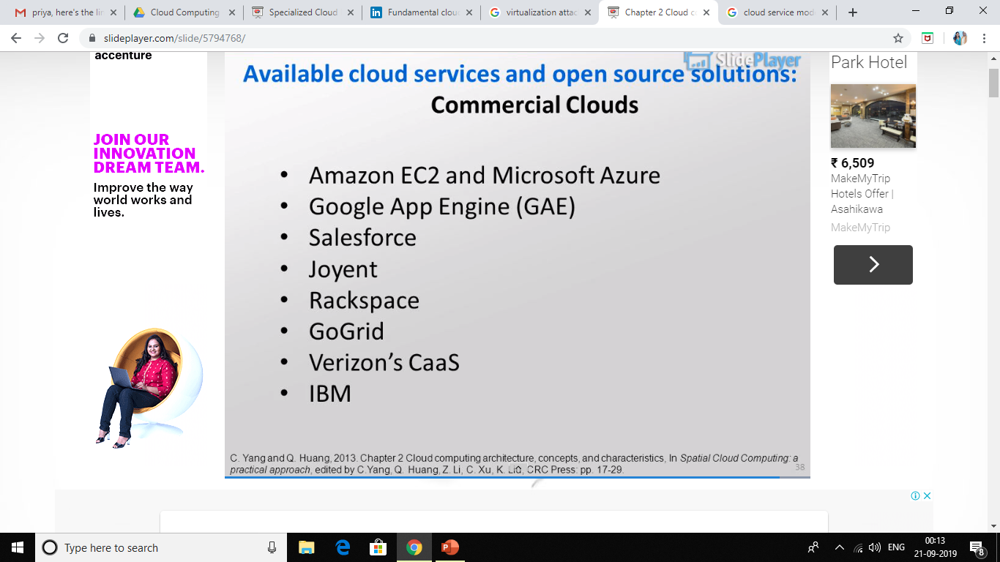 priya, here's the lin
Cloud Computing
Specialized Cloud
Fundamental clou
virtualization attac
Chapter 2 Cloud c
cloud service mod
slideplayer.com/slide/5794768/
accenture
JOIN OUR
INNOVATION
DREAM TEAM.
Improve the way
world works and
lives.
SlidePlayer
Available cloud services and open source solutions:
Commercial Clouds
• Amazon EC2 and Microsoft Azure
• Google App Engine (GAE)
• Salesforce
• Joyent
• Rackspace
• GoGrid
• Verizon’s CaaS
• IBM
C. Yang and Q. Huang, 2013. Chapter 2 Cloud computing architecture, concepts, and characteristics, In Spatial Cloud Computing: a
practical approach, edited by C.Yang, Q. Huang, Z. Li, C. Xu, K. Liu, CRC Press: pp. 17-29.
38
Park Hotel
₹ 6,509
MakeMyTrip
Hotels Offer |
Asahikawa
MakeMyTrip
Type here to search
ENG
00:13
21-09-2019
8